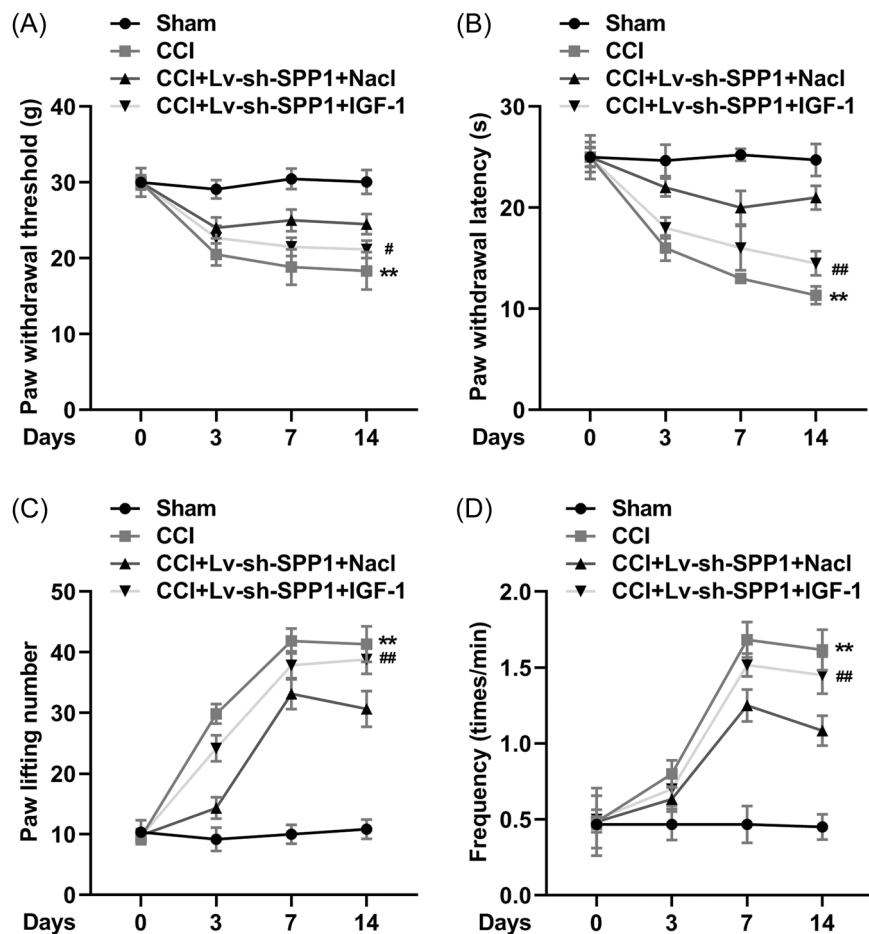 (A)
Sham
CCI
CCI+Lv-sh-SPP1+Nacl
CCI+Lv-sh-SPP1+IGF-1
Paw withdrawal threshold (g)
40
30
20
10
0
#
**
Days 0 3 7 14
(B)
Sham
CCI
CCI+Lv-sh-SPP1+Nacl
CCI+Lv-sh-SPP1+IGF-1
Paw withdrawal latency (s)
30
20
10
0
##
**
Days 0 3 7 14
(C)
Sham
CCI
CCI+Lv-sh-SPP1+Nacl
CCI+Lv-sh-SPP1+IGF-1
Paw lifting number
50
40
30
20
10
0
**
##
Days 0 3 7 14
(D)
Sham
CCI
CCI+Lv-sh-SPP1+Nacl
CCI+Lv-sh-SPP1+IGF-1
Frequency (times/min)
2.0
1.5
1.0
0.5
0.0
**
##
Days 0 3 7 14